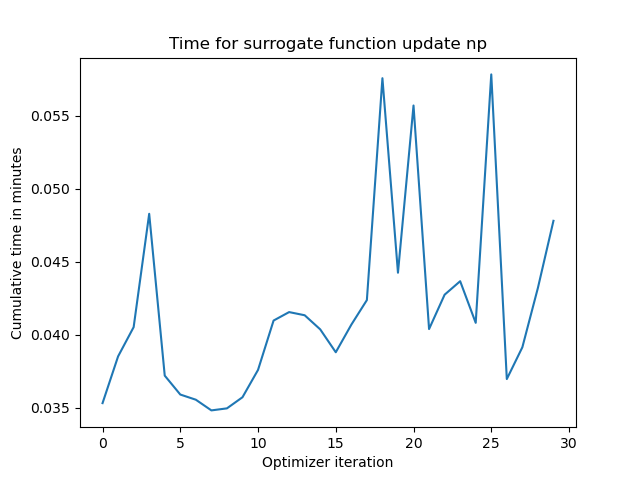 Time for surrogate function update np
Cumulative time in minutes
0.055
0.050
0.045
0.040
0.035
0 5 10 15 20 25 30
Optimizer iteration